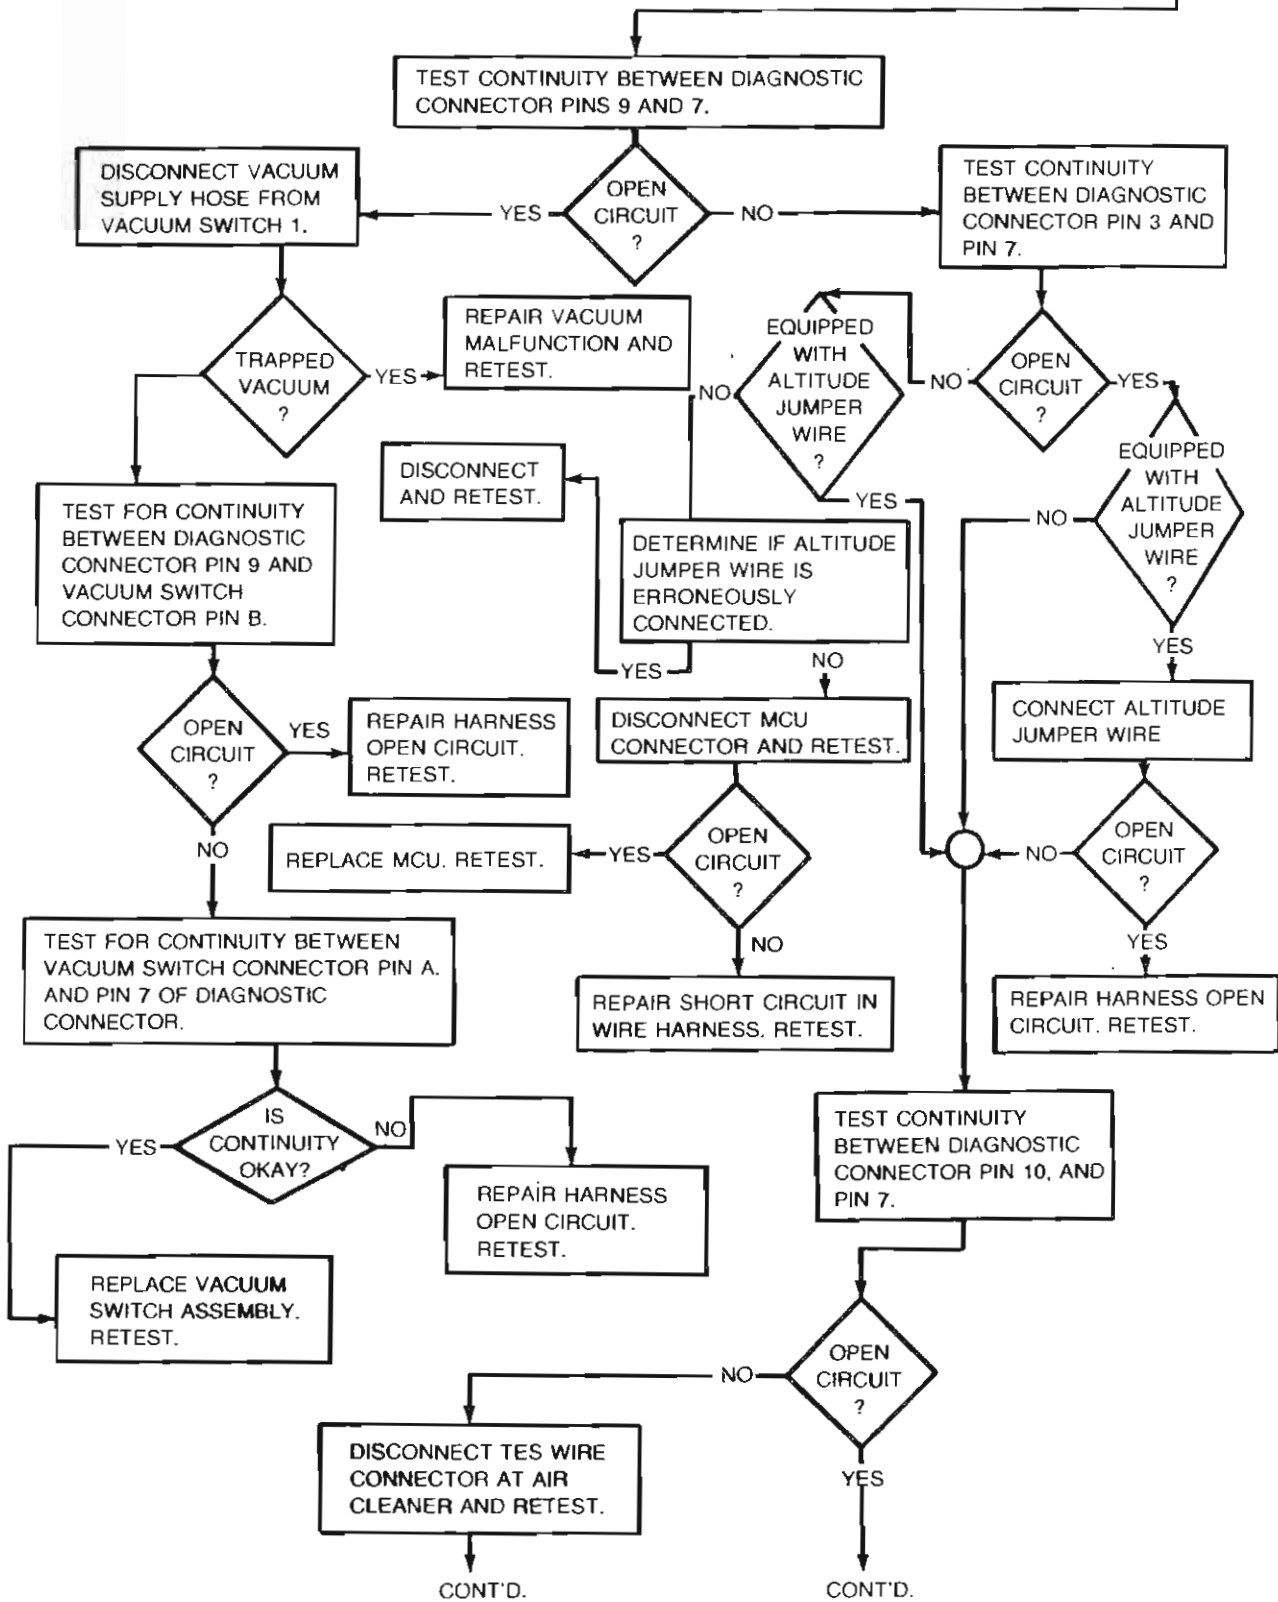 TEST CONTINUITY BETWEEN DIAGNOSTIC
CONNECTOR PINS 9 AND 7.
DISCONNECT VACUUM
SUPPLY HOSE FROM
VACUUM SWITCH 1.
YES
OPEN
CIRCUIT
?
NO
TEST CONTINUITY
BETWEEN DIAGNOSTIC
CONNECTOR PIN 3 AND
PIN 7.
TRAPPED
VACUUM
?
YES
REPAIR VACUUM
MALFUNCTION AND
RETEST.
NO
EQUIPPED
WITH
ALTITUDE
JUMPER
WIRE
?
NO
OPEN
CIRCUIT
?
YES
YES
EQUIPPED
WITH
ALTITUDE
JUMPER
WIRE
?
NO
YES
DISCONNECT
AND RETEST.
DETERMINE IF ALTITUDE
JUMPER WIRE IS
ERRONEOUSLY
CONNECTED.
YES
NO
TEST FOR CONTINUITY
BETWEEN DIAGNOSTIC
CONNECTOR PIN 9 AND
VACUUM SWITCH
CONNECTOR PIN B.
OPEN
CIRCUIT
?
YES
REPAIR HARNESS
OPEN CIRCUIT.
RETEST.
DISCONNECT MCU
CONNECTOR AND RETEST.
CONNECT ALTITUDE
JUMPER WIRE
NO
REPLACE MCU. RETEST.
YES
OPEN
CIRCUIT
?
NO
NO
OPEN
CIRCUIT
?
YES
TEST FOR CONTINUITY BETWEEN
VACUUM SWITCH CONNECTOR PIN A.
AND PIN 7 OF DIAGNOSTIC
CONNECTOR.
REPAIR SHORT CIRCUIT IN
WIRE HARNESS. RETEST.
REPAIR HARNESS OPEN
CIRCUIT. RETEST.
YES
IS
CONTINUITY
OKAY?
NO
REPAIR HARNESS
OPEN CIRCUIT.
RETEST.
TEST CONTINUITY
BETWEEN DIAGNOSTIC
CONNECTOR PIN 10, AND
PIN 7.
REPLACE VACUUM
SWITCH ASSEMBLY.
RETEST.
NO
OPEN
CIRCUIT
?
YES
DISCONNECT TES WIRE
CONNECTOR AT AIR
CLEANER AND RETEST.
CONT'D.
CONT'D.